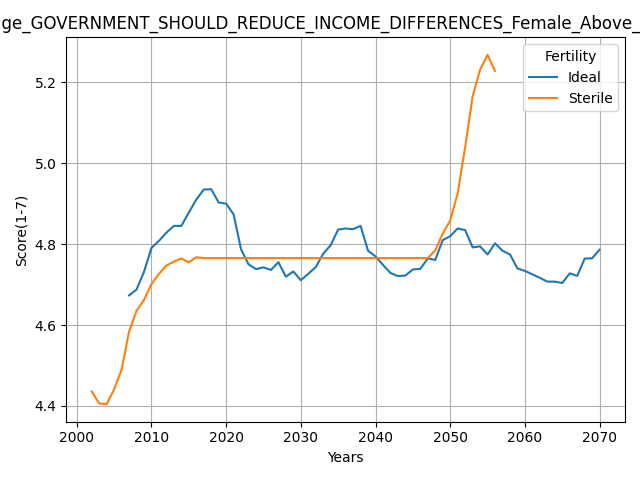 ge_GOVERNMENT_SHOULD_REDUCE_INCOME_DIFFERENCES_Female_Above_
Fertility
Ideal
Sterile
5.2
5.0
4.8
4.6
4.4
Score(1-7)
2000 2010 2020 2030 2040 2050 2060 2070
Years